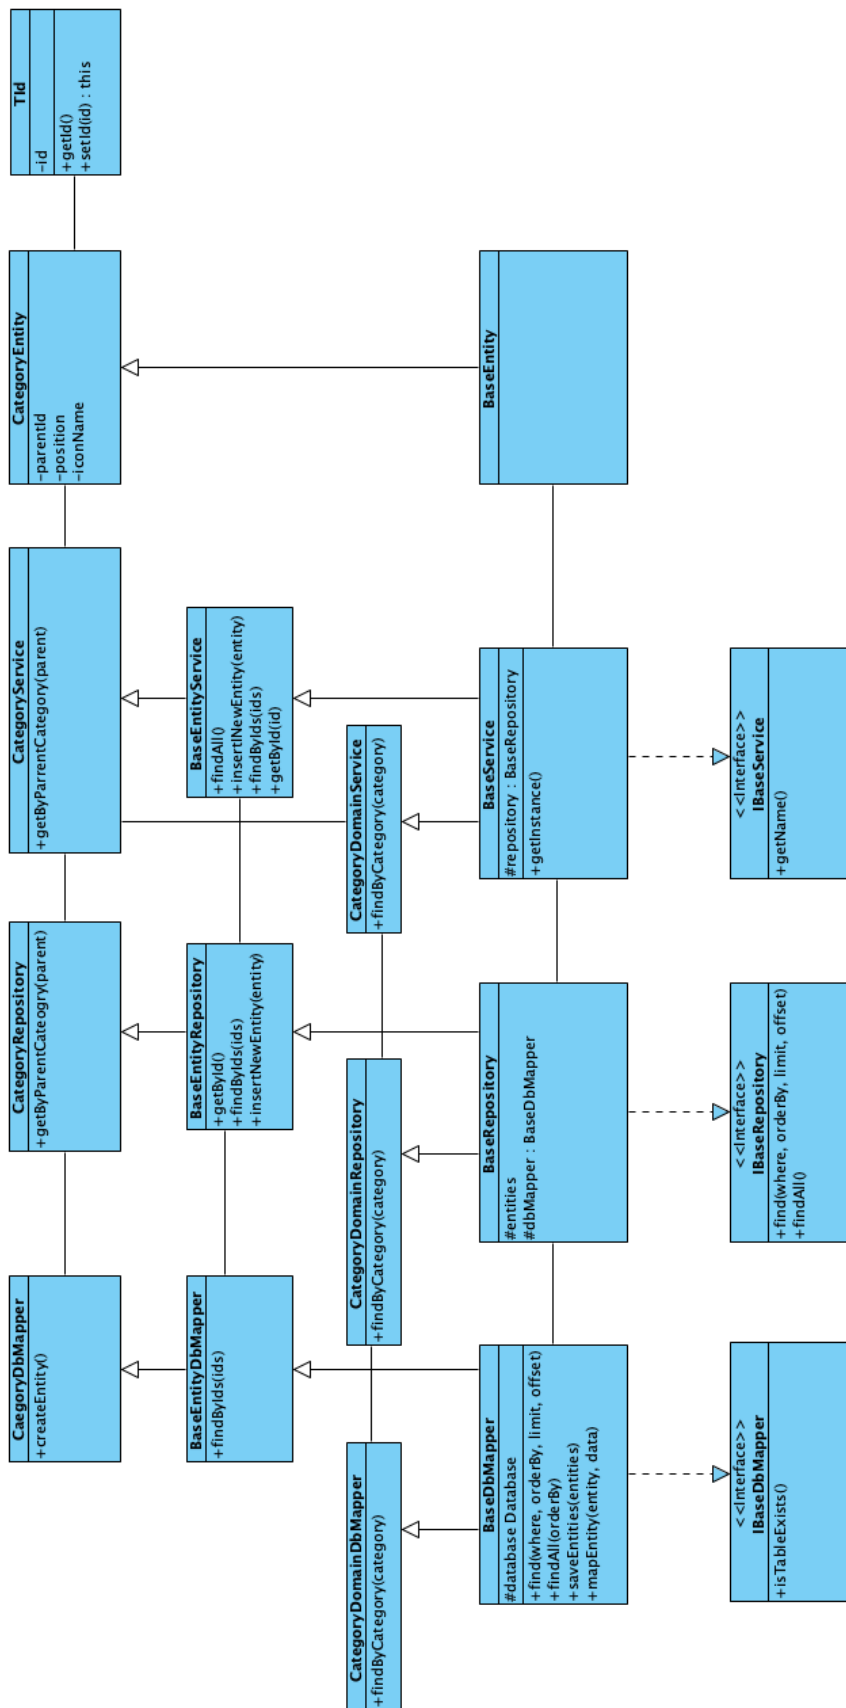 CaegoryDbMapper
+createEntity()
CategoryRepository
+getByParentCateogry(parent)
CategoryService
+getByParrentCategory(parent)
CategoryEntity
-parentId
-position
-iconName
TId
-id
+getId()
+setId(id) : this
BaseEntityDbMapper
+findByIds(ids)
BaseEntityRepository
+getById()
+findByIds(ids)
+insertNewEntity(entity)
BaseEntityService
+findAll()
+insertINewEntity(entity)
+findByIds(ids)
+getById(id)
CategoryDomainDbMapper
+findByCategory(category)
CategoryDomainRepository
+findByCategory(category)
CategoryDomainService
+findByCategory(category)
BaseDbMapper
#database Database
+find(where, orderBy, limit, offset)
+findAll(orderBy)
+saveEntities(entities)
+mapEntity(entity, data)
BaseRepository
#entities
#dbMapper : BaseDbMapper
BaseService
#repository : BaseRepository
+getInstance()
BaseEntity
<<Interface>>
IBaseDbMapper
+isTableExists()
<<Interface>>
IBaseRepository
+find(where, orderBy, limit, offset)
+findAll()
<<Interface>>
IBaseService
+getName()